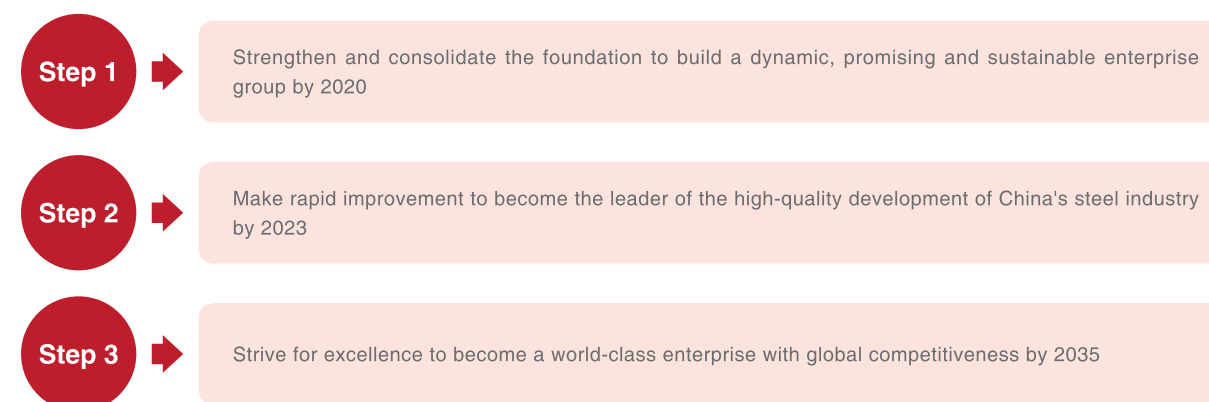 Step 1
Strengthen and consolidate the foundation to build a dynamic, promising and sustainable enterprise
group by 2020
Step 2
Make rapid improvement to become the leader of the high-quality development of China's steel industry
by 2023
Step 3
Strive for excellence to become a world-class enterprise with global competitiveness by 2035